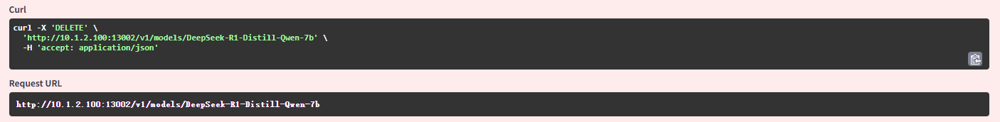 Curl
curl -X 'DELETE' \
  'http://10.1.2.100:13002/v1/models/DeepSeek-R1-Distill-Qwen-7b' \
  -H 'accept: application/json'
Request URL
http://10.1.2.100:13002/v1/models/DeepSeek-R1-Distill-Qwen-7b